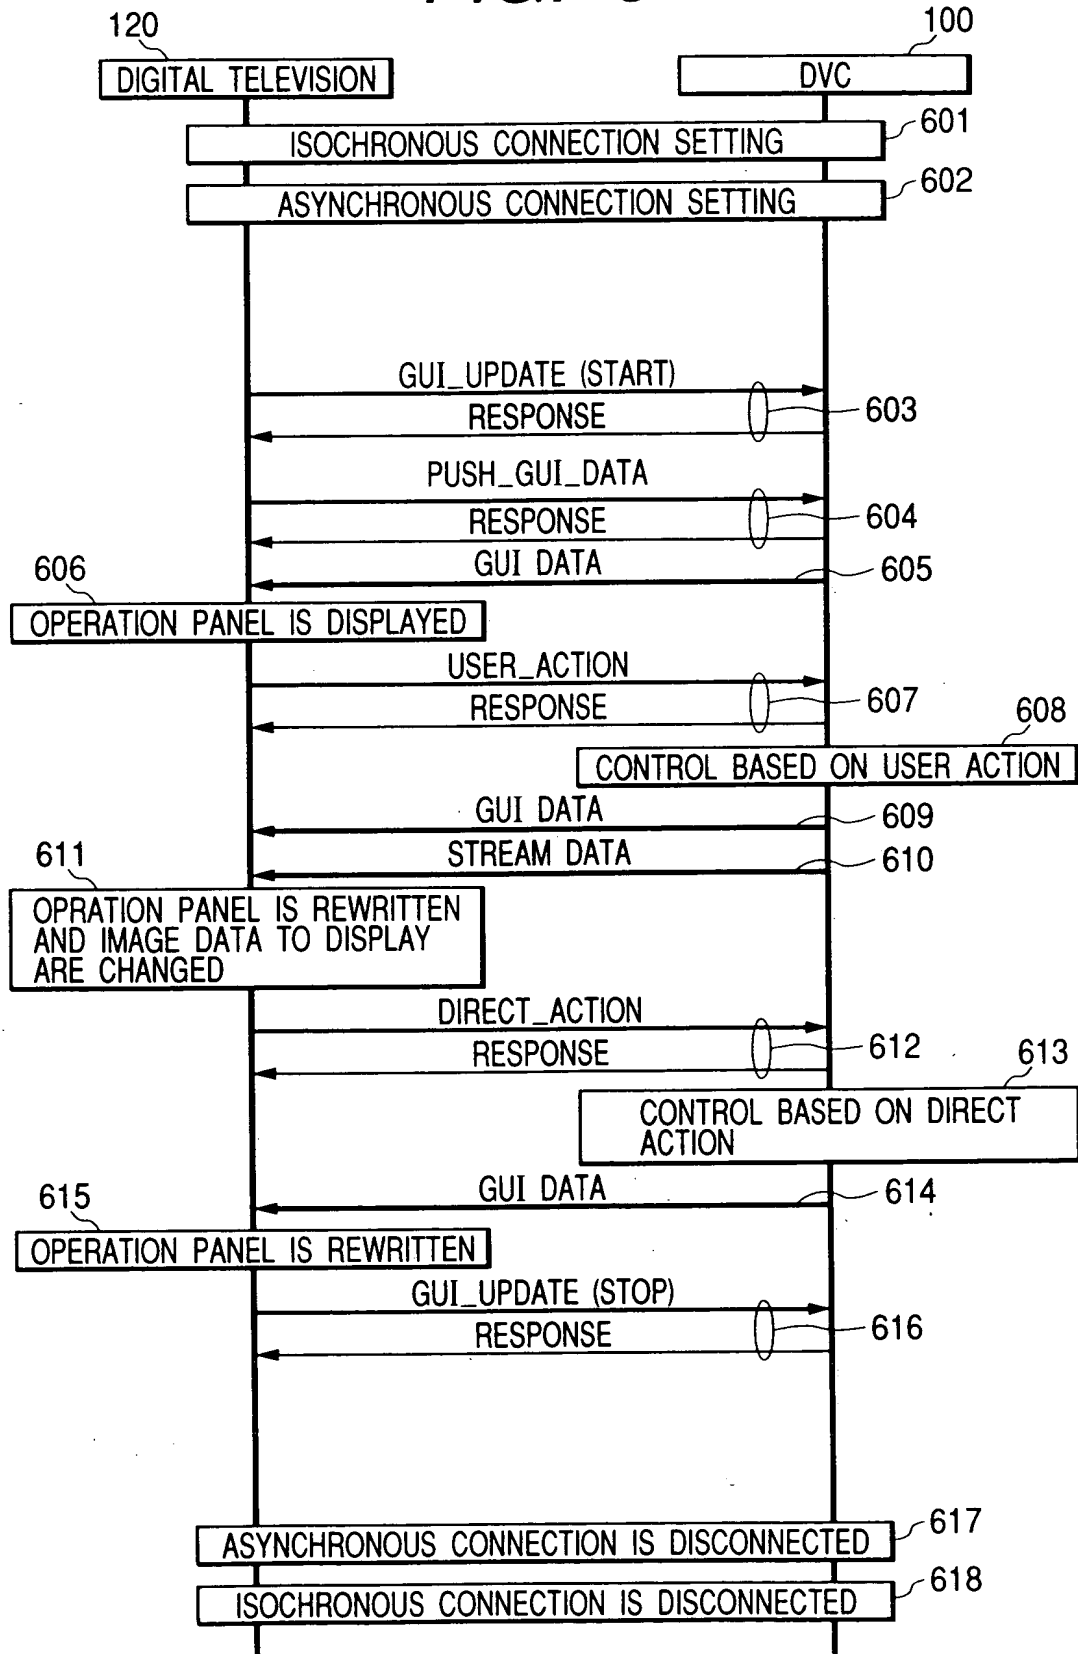 120
100
DIGITAL TELEVISION
DVC
601
ISOCHRONOUS CONNECTION SETTING
602
ASYNCHRONOUS CONNECTION SETTING
GUI_UPDATE (START)
RESPONSE
603
PUSH_GUI_DATA
RESPONSE
604
GUI DATA
605
606
OPERATION PANEL IS DISPLAYED
USER_ACTION
RESPONSE
607
608
CONTROL BASED ON USER ACTION
GUI DATA
609
STREAM DATA
610
611
OPRATION PANEL IS REWRITTEN
AND IMAGE DATA TO DISPLAY
ARE CHANGED
DIRECT_ACTION
RESPONSE
612
613
CONTROL BASED ON DIRECT
ACTION
GUI DATA
614
615
OPERATION PANEL IS REWRITTEN
GUI_UPDATE (STOP)
RESPONSE
616
617
ASYNCHRONOUS CONNECTION IS DISCONNECTED
618
ISOCHRONOUS CONNECTION IS DISCONNECTED